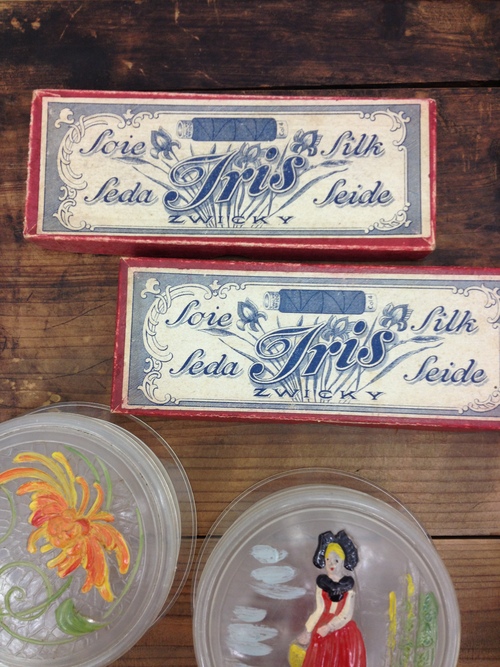 Soie Silk
Iris
Seda Seide
ZWICKY
Soie Silk
Iris
Seda Seide
ZWICKY